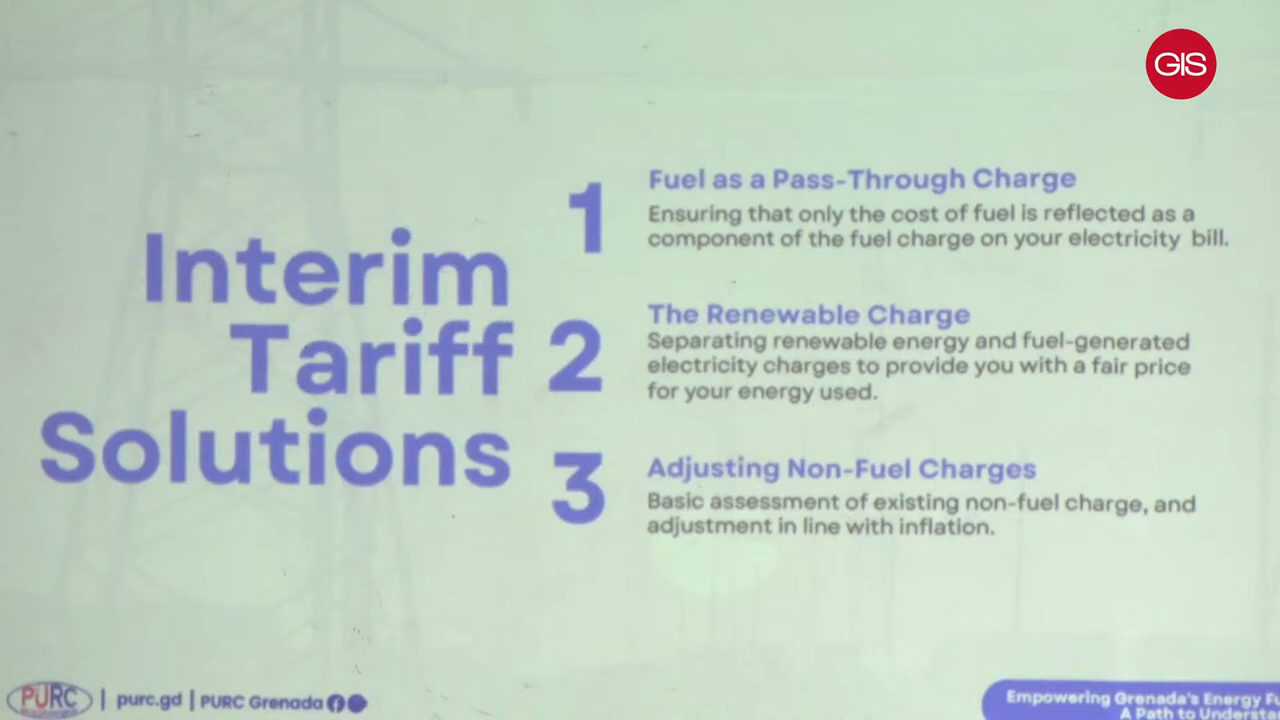 GIS
Interim
Tariff
Solutions
1
Fuel as a Pass-Through Charge
Ensuring that only the cost of fuel is reflected as a
component of the fuel charge on your electricity bill.
2
The Renewable Charge
Separating renewable energy and fuel-generated
electricity charges to provide you with a fair price
for your energy used.
3
Adjusting Non-Fuel Charges
Basic assessment of existing non-fuel charge, and
adjustment in line with inflation.
PURC | purc.gd | PURC Grenada
Empowering Grenada's Energy
A Path to